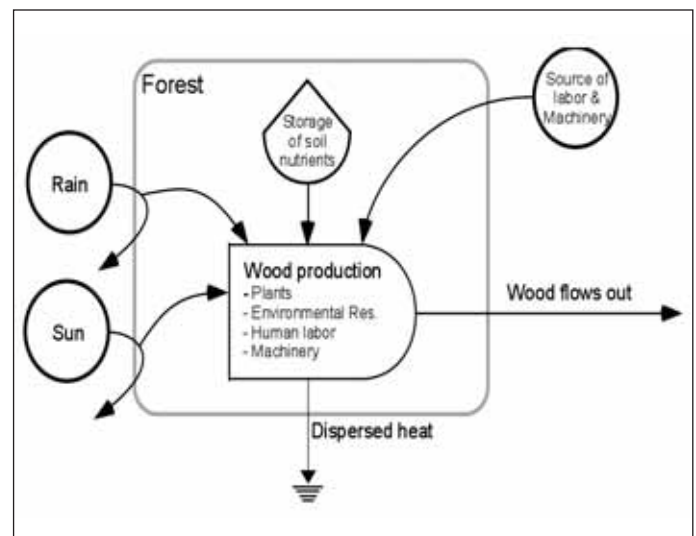 Forest
Source of
labor &
Machinery
Storage
of soil
nutrients
Rain
Wood production
- Plants
- Environmental Res.
- Human labor
- Machinery
Wood flows out
Sun
Dispersed heat